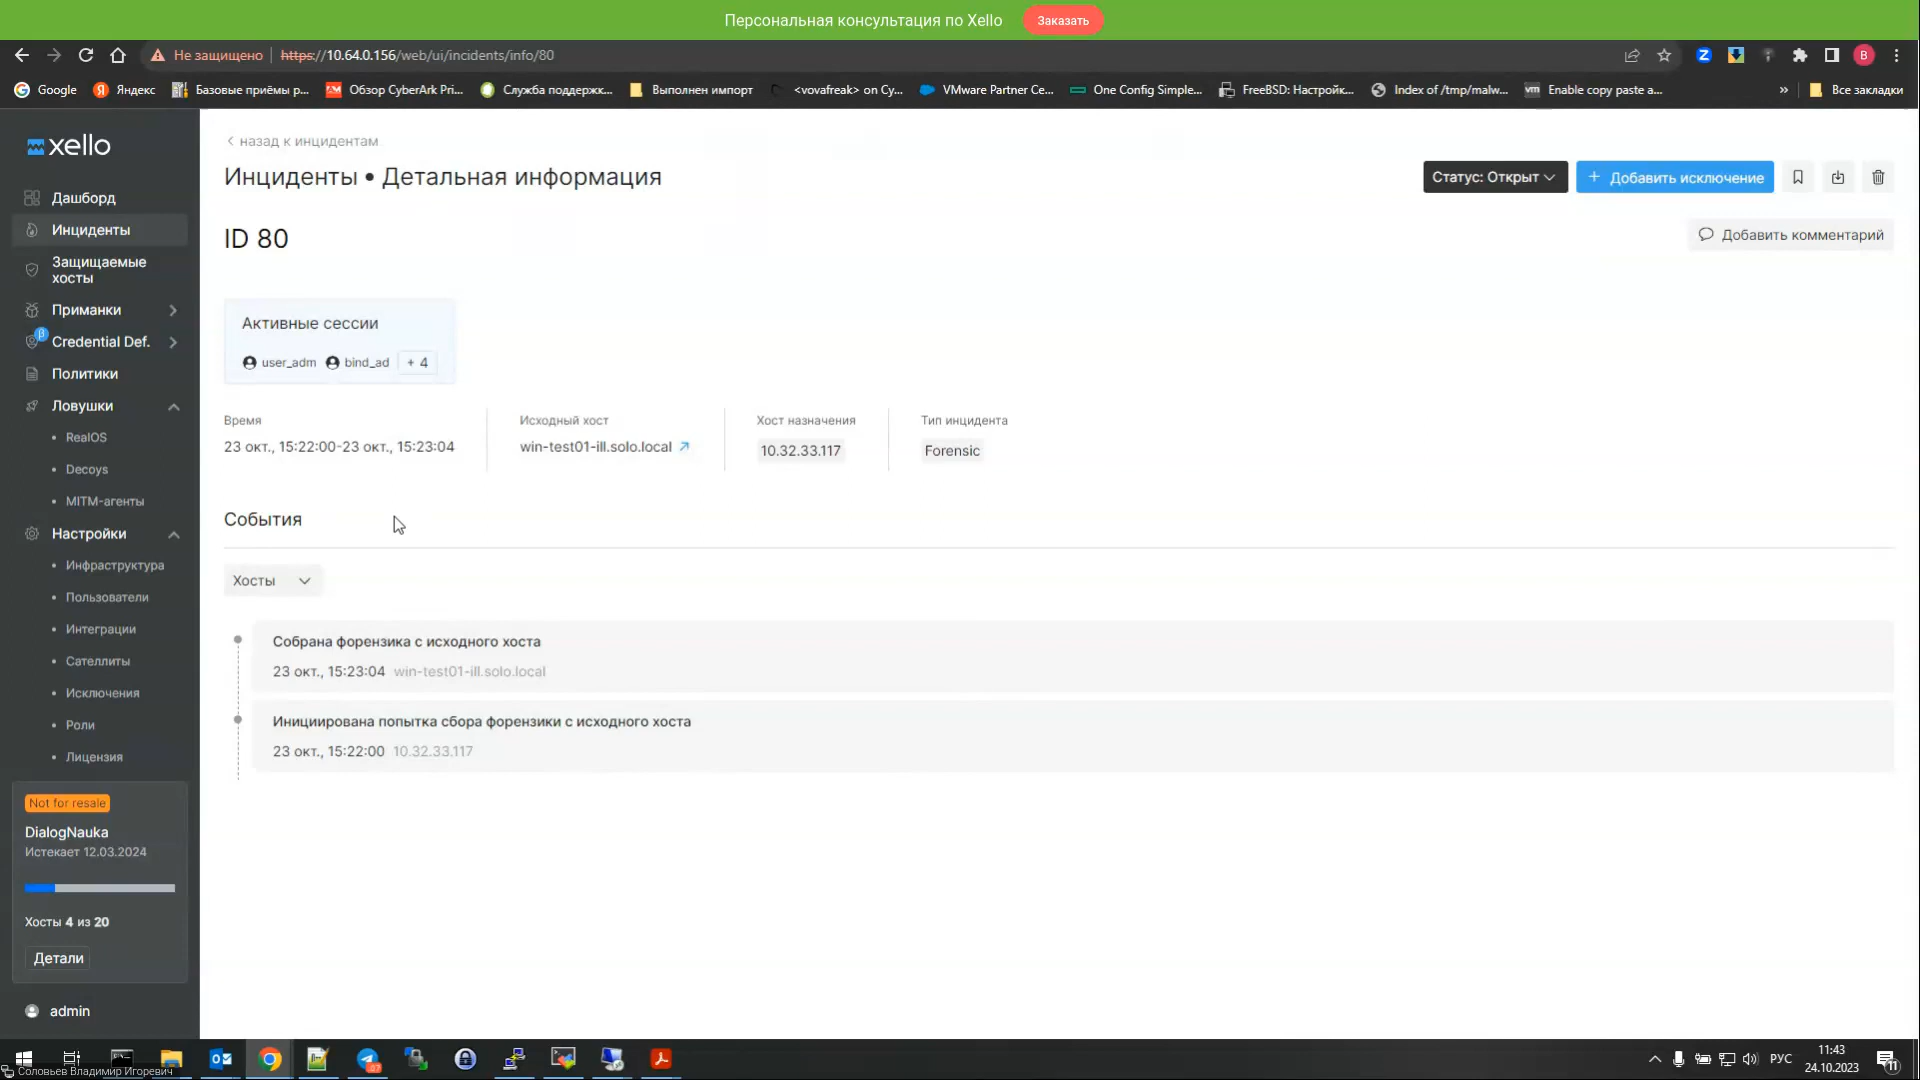 Персональная консультация по Xello
Заказать
Не защищено
https://10.64.0.156/web/ui/incidents/info/80
B
Google
Яндекс
Базовые приёмы р...
Обзор CyberArk Pri...
Служба поддержк...
Выполнен импорт
<vovafreak> on Cy...
VMware Partner Ce...
One Config Simple...
FreeBSD: Настройк...
Index of /tmp/malw...
vm
Enable copy paste a...
»
Все закладки
xello
Дашборд
Инциденты
Защищаемые
хосты
Приманки
β
Credential Def.
Политики
Ловушки
RealOS
Decoys
MITM-агенты
Настройки
Инфраструктура
Пользователи
Интеграции
Сателлиты
Исключения
Роли
Лицензия
Not for resale
DialogNauka
Истекает 12.03.2024
Хосты 4 из 20
Детали
admin
назад к инцидентам
Инциденты • Детальная информация
Статус: Открыт
+ Добавить исключение
ID 80
Добавить комментарий
Активные сессии
user_adm
bind_ad
+ 4
Время
23 окт., 15:22:00-23 окт., 15:23:04
Исходный хост
win-test01-ill.solo.local
Хост назначения
10.32.33.117
Тип инцидента
Forensic
События
Хосты
Собрана форензика с исходного хоста
23 окт., 15:23:04 win-test01-ill.solo.local
Инициирована попытка сбора форензики с исходного хоста
23 окт., 15:22:00 10.32.33.117
Соловьев Владимир Игоревич
РУС
11:43
24.10.2023
11